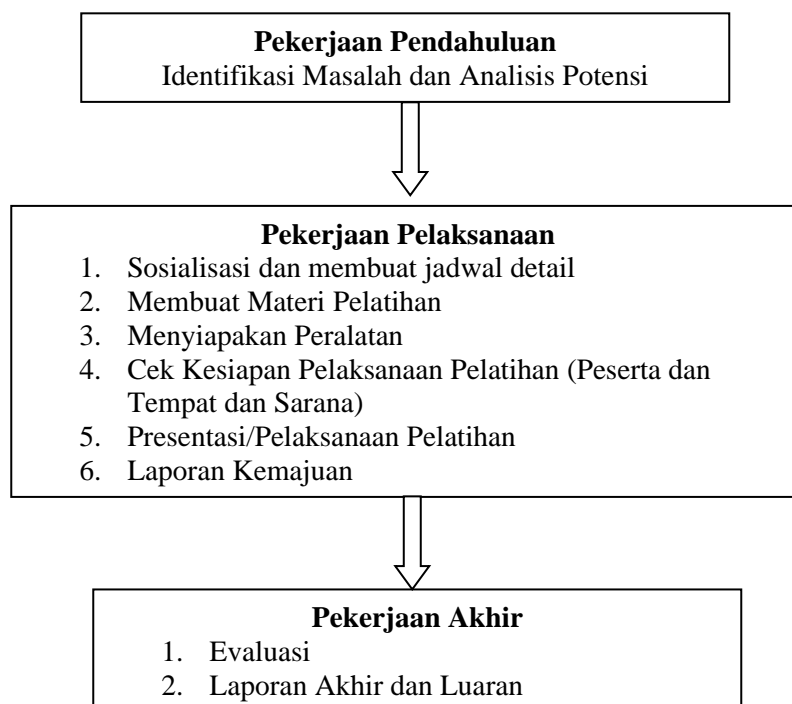 Pekerjaan Pendahuluan
Identifikasi Masalah dan Analisis Potensi
Pekerjaan Pelaksanaan
1. Sosialisasi dan membuat jadwal detail
2. Membuat Materi Pelatihan
3. Menyiapakan Peralatan
4. Cek Kesiapan Pelaksanaan Pelatihan (Peserta dan
Tempat dan Sarana)
5. Presentasi/Pelaksanaan Pelatihan
6. Laporan Kemajuan
Pekerjaan Akhir
1. Evaluasi
2. Laporan Akhir dan Luaran